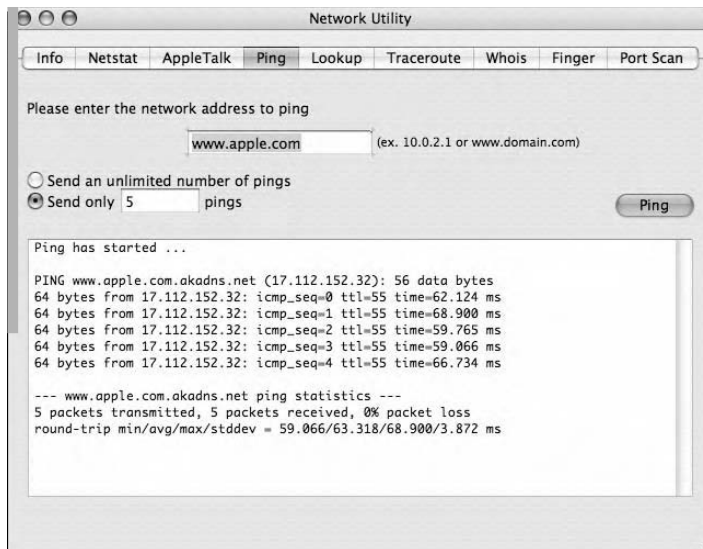 Network Utility
Info Netstat AppleTalk Ping Lookup Traceroute Whois Finger Port Scan
Please enter the network address to ping
www.apple.com (ex. 10.0.2.1 or www.domain.com)
Send an unlimited number of pings
Send only 5 pings
Ping
Ping has started ...
PING www.apple.com.akadns.net (17.112.152.32): 56 data bytes
64 bytes from 17.112.152.32: icmp_seq=0 ttl=55 time=62.124 ms
64 bytes from 17.112.152.32: icmp_seq=1 ttl=55 time=68.900 ms
64 bytes from 17.112.152.32: icmp_seq=2 ttl=55 time=59.765 ms
64 bytes from 17.112.152.32: icmp_seq=3 ttl=55 time=59.066 ms
64 bytes from 17.112.152.32: icmp_seq=4 ttl=55 time=66.734 ms
--- www.apple.com.akadns.net ping statistics ---
5 packets transmitted, 5 packets received, 0% packet loss
round-trip min/avg/max/stddev = 59.066/63.318/68.900/3.872 ms